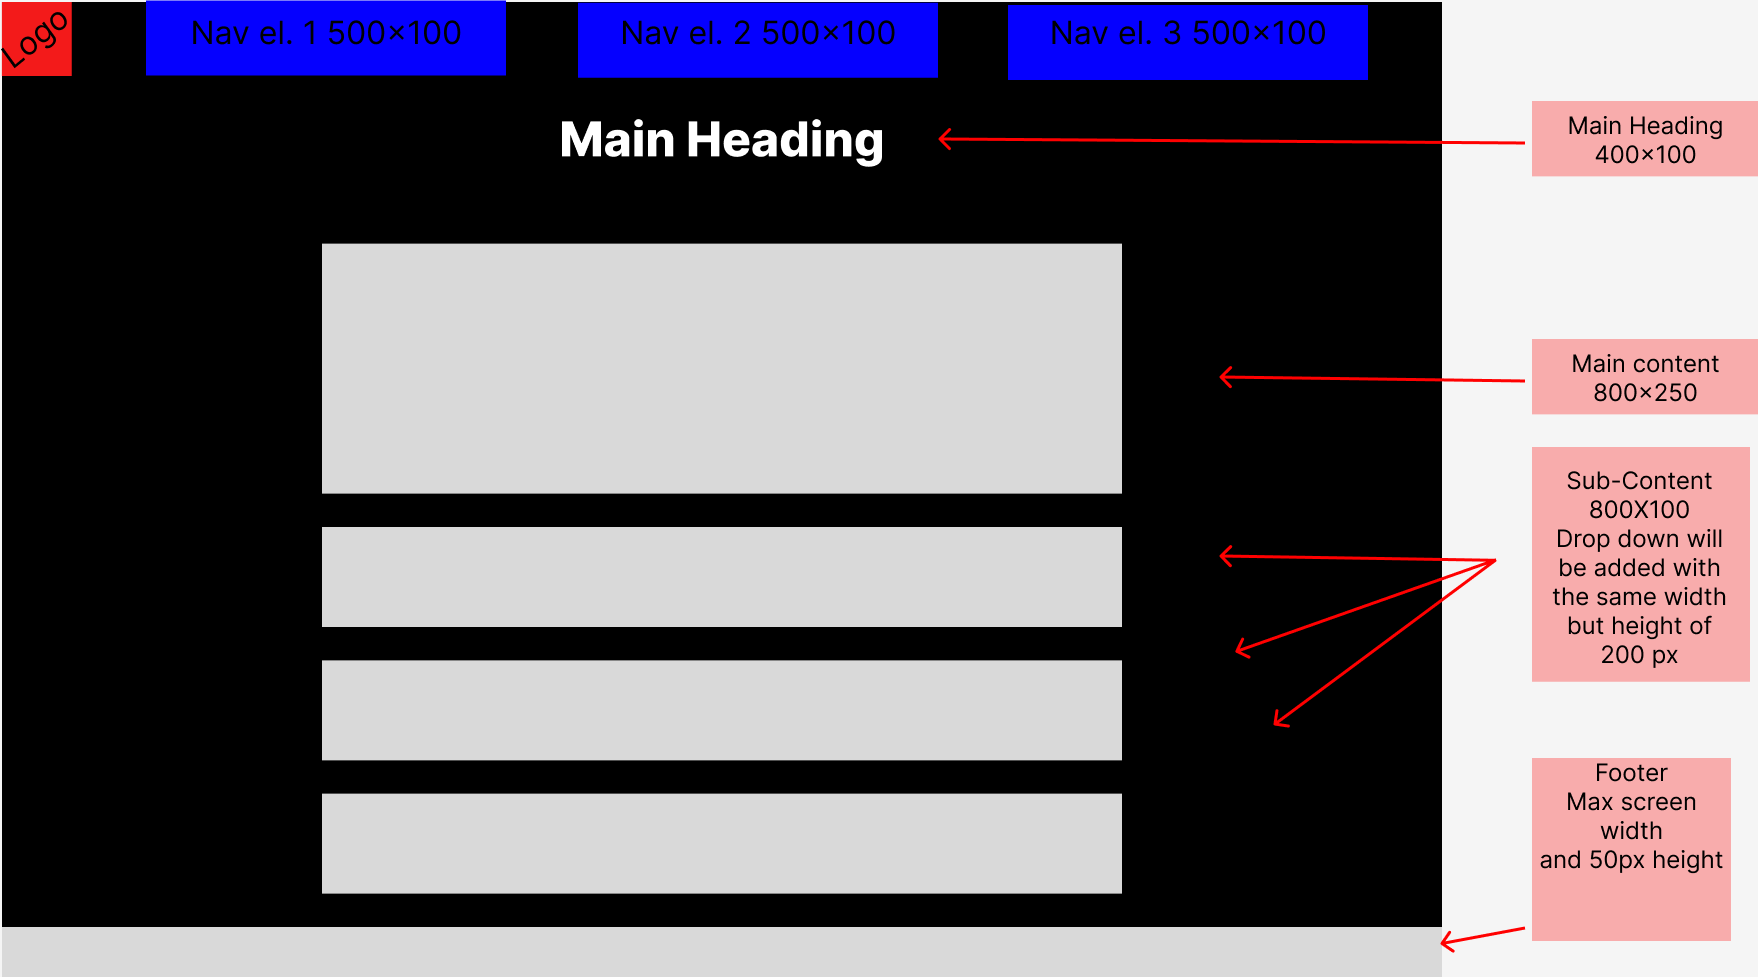 Logo
Nav el. 1 500×100
Nav el. 2 500×100
Nav el. 3 500×100
Main Heading
Main Heading
400×100
Main content
800×250
Sub-Content
800X100
Drop down will
be added with
the same width
but height of
200 px
Footer
Max screen
width
and 50px height